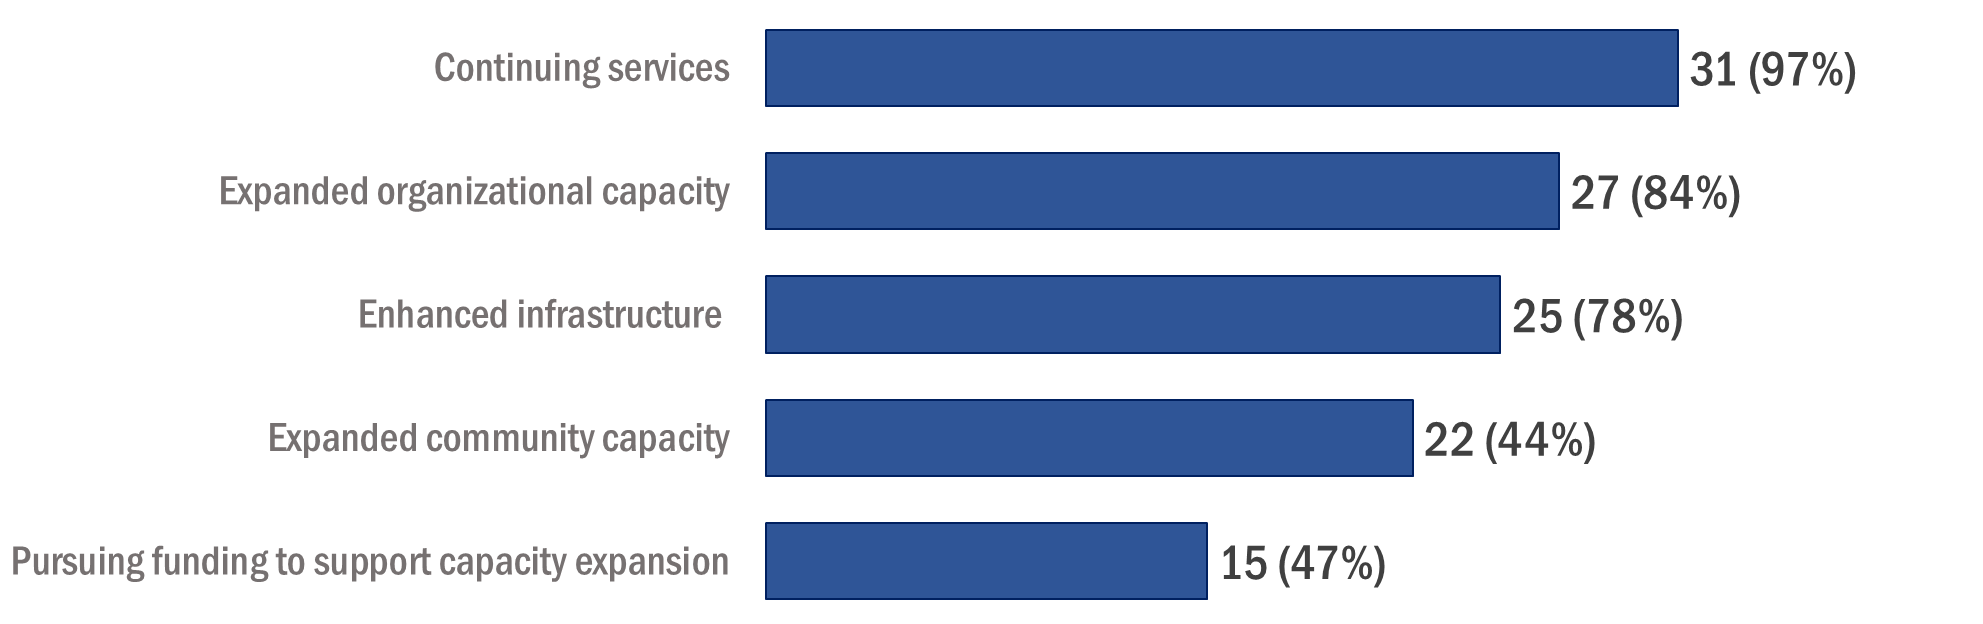 Continuing services 31 (97%)
Expanded organizational capacity 27 (84%)
Enhanced infrastructure 25 (78%)
Expanded community capacity 22 (44%)
Pursuing funding to support capacity expansion 15 (47%)